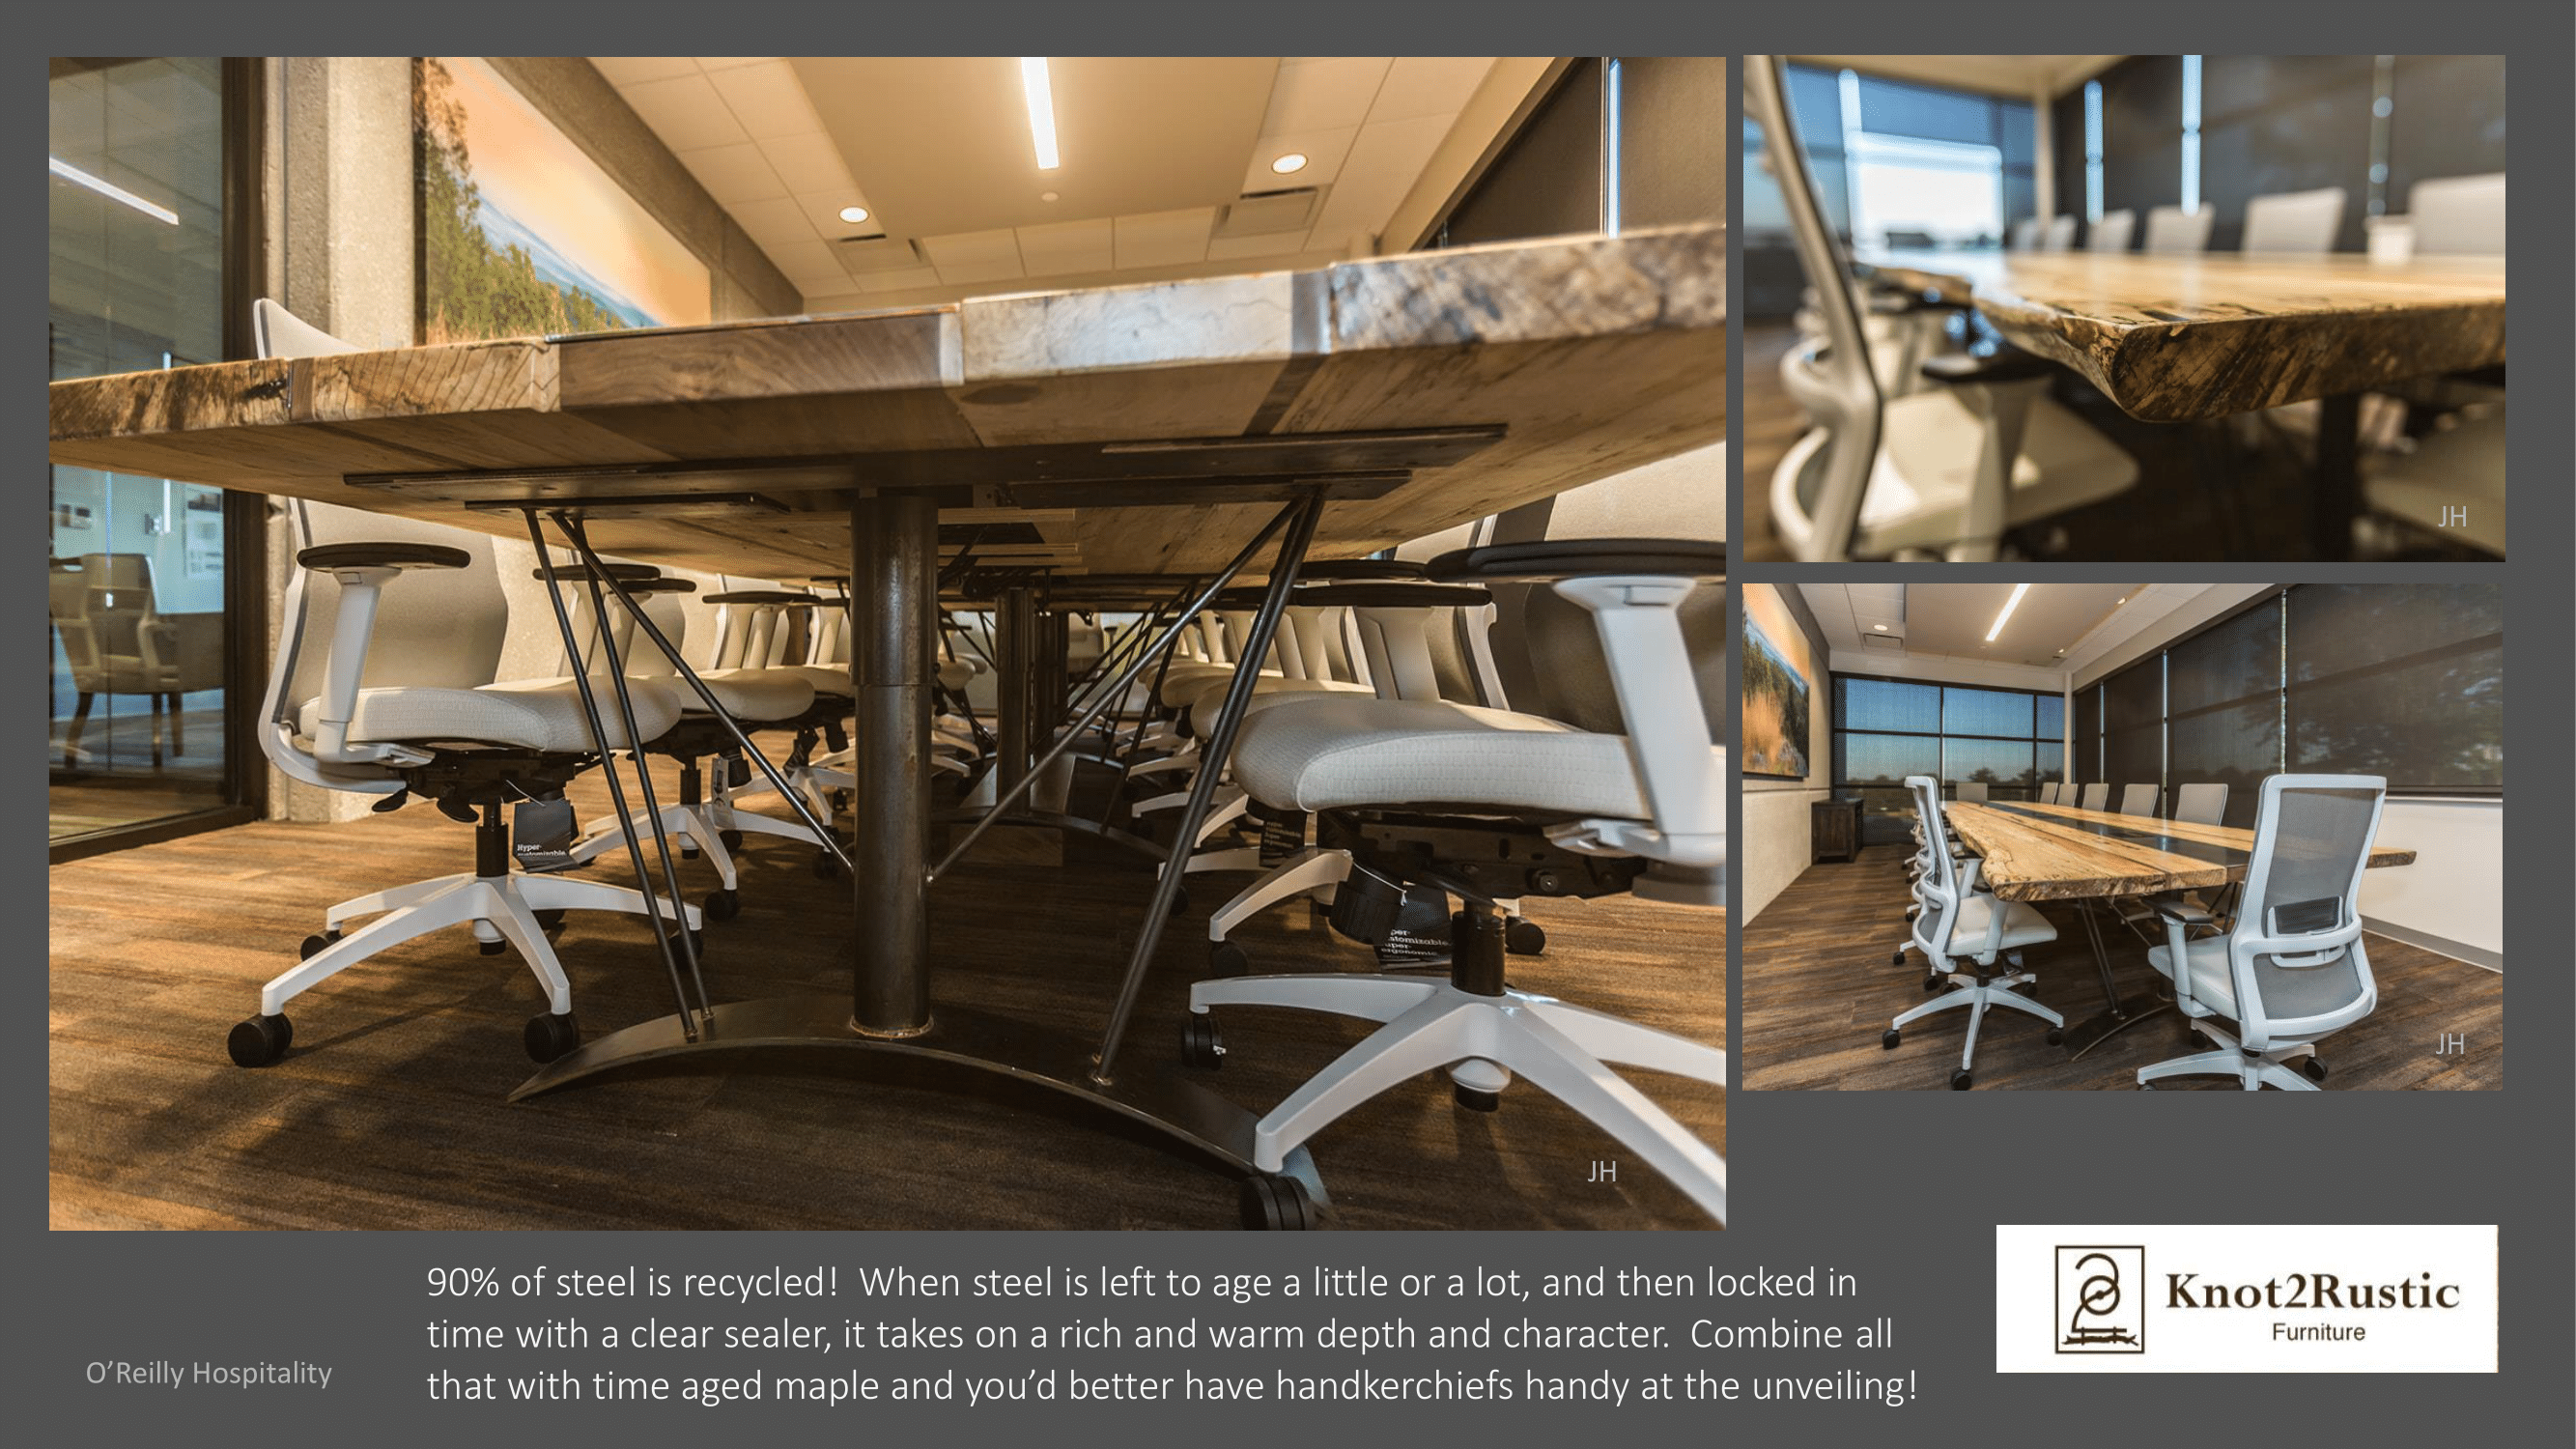 JH
JH
JH
Hyper-
90% of steel is recycled!  When steel is left to age a little or a lot, and then locked in
time with a clear sealer, it takes on a rich and warm depth and character.  Combine all
that with time aged maple and you’d better have handkerchiefs handy at the unveiling!
O’Reilly Hospitality
Knot2Rustic
Furniture